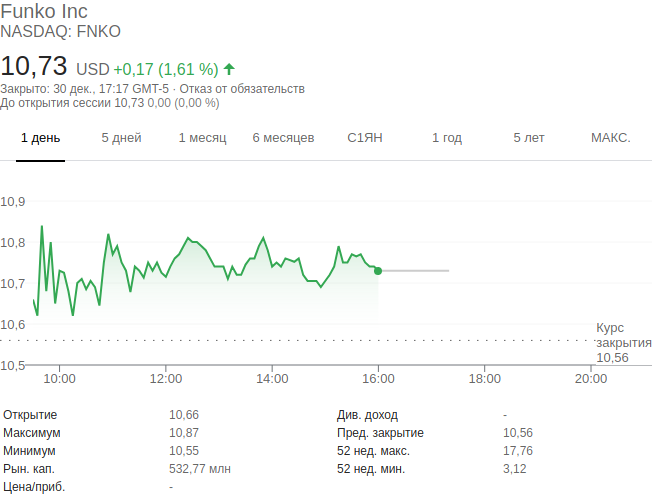 Funko Inc
NASDAQ: FNKO
10,73 USD +0,17 (1,61 %)
Закрыто: 30 дек., 17:17 GMT-5 · Отказ от обязательств
До открытия сессии 10,73 0,00 (0,00 %)
1 день 5 дней 1 месяц 6 месяцев С1ЯН 1 год 5 лет МАКС.
10,9
10,8
10,7
10,6
Курс
закрытия
10,56
10,5
10:00 12:00 14:00 16:00 18:00 20:00
Открытие 10,66 Див. доход -
Максимум 10,87 Пред. закрытие 10,56
Минимум 10,55 52 нед. макс. 17,76
Рын. кап. 532,77 млн 52 нед. мин. 3,12
Цена/приб. -